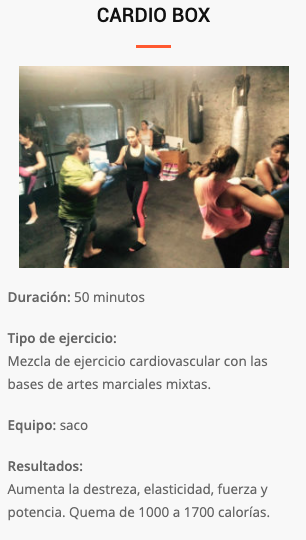 CARDIO BOX
Duración: 50 minutos
Tipo de ejercicio:
Mezcla de ejercicio cardiovascular con las
bases de artes marciales mixtas.
Equipo: saco
Resultados:
Aumenta la destreza, elasticidad, fuerza y
potencia. Quema de 1000 a 1700 calorías.